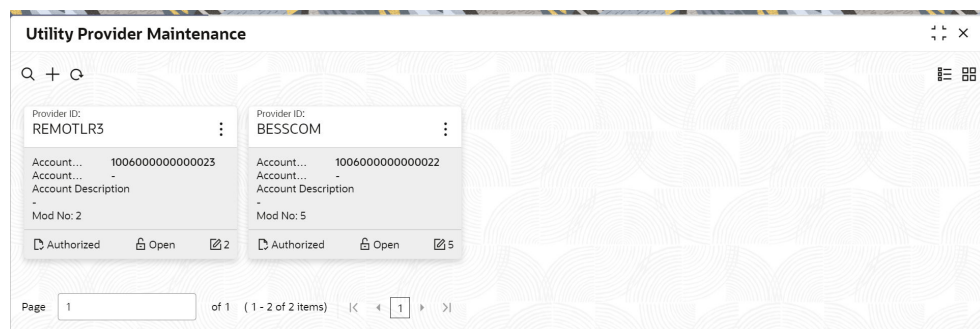 Utility Provider Maintenance
Provider ID:
REMOTLR3
Account... 1006000000000023
Account... -
Account Description
-
Mod No: 2
Authorized Open 2
Provider ID:
BESSCOM
Account... 1006000000000022
Account... -
Account Description
-
Mod No: 5
Authorized Open 5
Page 1 of 1 ( 1 - 2 of 2 items) 1